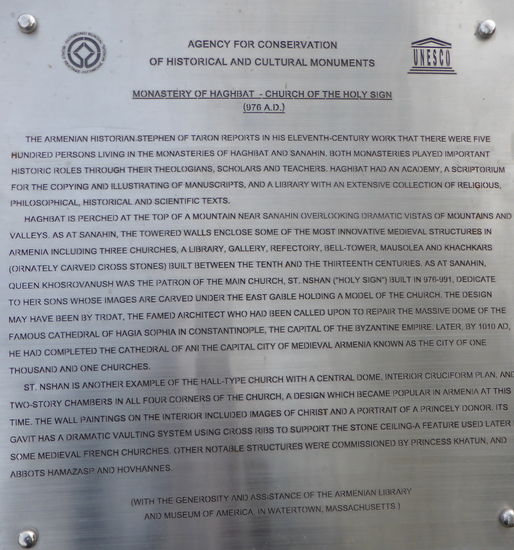 AGENCY FOR CONSERVATION
OF HISTORICAL AND CULTURAL MONUMENTS
UNESCO
MONASTERY OF HAGHBAT - CHURCH OF THE HOLY SIGN
(976 A.D.)
THE ARMENIAN HISTORIAN STEPHEN OF TARON REPORTS IN HIS ELEVENTH-CENTURY WORK THAT THERE WERE FIVE
HUNDRED PERSONS LIVING IN THE MONASTERIES OF HAGHBAT AND SANAHIN. BOTH MONASTERIES PLAYED IMPORTANT
HISTORIC ROLES THROUGH THEIR THEOLOGIANS, SCHOLARS AND TEACHERS. HAGHBAT HAD AN ACADEMY, A SCRIPTORIUM
FOR THE COPYING AND ILLUSTRATING OF MANUSCRIPTS, AND A LIBRARY WITH AN EXTENSIVE COLLECTION OF RELIGIOUS,
PHILOSOPHICAL, HISTORICAL AND SCIENTIFIC TEXTS.
HAGHBAT IS PERCHED AT THE TOP OF A MOUNTAIN NEAR SANAHIN OVERLOOKING DRAMATIC VISTAS OF MOUNTAINS AND
VALLEYS. AS AT SANAHIN, THE TOWERED WALLS ENCLOSE SOME OF THE MOST INNOVATIVE MEDIEVAL STRUCTURES IN
ARMENIA INCLUDING THREE CHURCHES, A LIBRARY, GALLERY, REFECTORY, BELL-TOWER, MAUSOLEA AND KHACHKARS
(ORNATELY CARVED CROSS STONES) BUILT BETWEEN THE TENTH AND THE THIRTEENTH CENTURIES. AS AT SANAHIN,
QUEEN KHOSROVANUSH WAS THE PATRON OF THE MAIN CHURCH, ST. NSHAN ("HOLY SIGN") BUILT IN 976-991, DEDICATE
TO HER SONS WHOSE IMAGES ARE CARVED UNDER THE EAST GABLE HOLDING A MODEL OF THE CHURCH. THE DESIGN
MAY HAVE BEEN BY TRDAT, THE FAMED ARCHITECT WHO HAD BEEN CALLED UPON TO REPAIR THE MASSIVE DOME OF THE
FAMOUS CATHEDRAL OF HAGIA SOPHIA IN CONSTANTINOPLE, THE CAPITAL OF THE BYZANTINE EMPIRE. LATER, BY 1010 AD,
HE HAD COMPLETED THE CATHEDRAL OF ANI THE CAPITAL CITY OF MEDIEVAL ARMENIA KNOWN AS THE CITY OF ONE
THOUSAND AND ONE CHURCHES.
ST. NSHAN IS ANOTHER EXAMPLE OF THE HALL-TYPE CHURCH WITH A CENTRAL DOME, INTERIOR CRUCIFORM PLAN, AND
TWO-STORY CHAMBERS IN ALL FOUR CORNERS OF THE CHURCH, A DESIGN WHICH BECAME POPULAR IN ARMENIA AT THIS
TIME. THE WALL PAINTINGS ON THE INTERIOR INCLUDED IMAGES OF CHRIST AND A PORTRAIT OF A PRINCELY DONOR. ITS
GAVIT HAS A DRAMATIC VAULTING SYSTEM USING CROSS RIBS TO SUPPORT THE STONE CEILING-A FEATURE USED LATER I
SOME MEDIEVAL FRENCH CHURCHES. OTHER NOTABLE STRUCTURES WERE COMMISSIONED BY PRINCESS KHATUN, AND
ABBOTS HAMAZASP AND HOVHANNES.
(WITH THE GENEROSITY AND ASSISTANCE OF THE ARMENIAN LIBRARY
AND MUSEUM OF AMERICA, IN WATERTOWN, MASSACHUSETTS.)